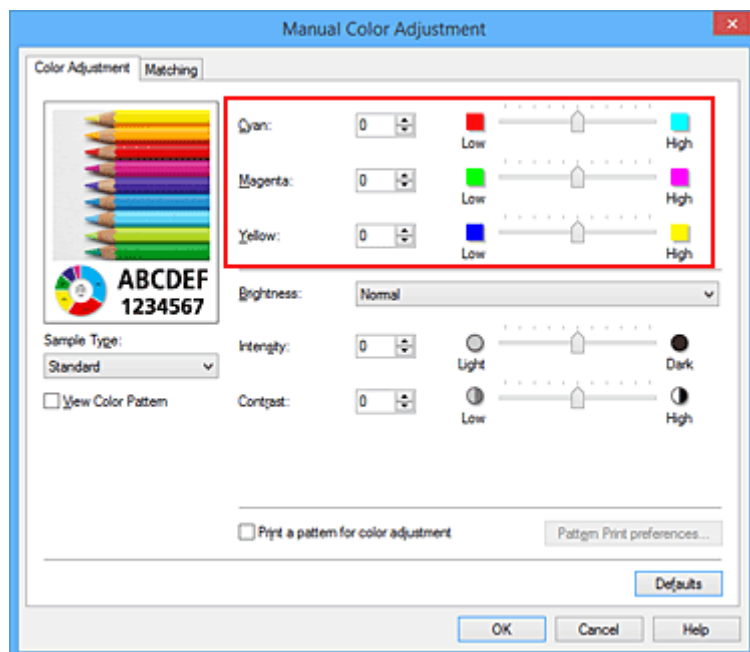 Manual Color Adjustment
Color Adjustment Matching
Cyan: 0 Low High
Magenta: 0 Low High
Yellow: 0 Low High
ABCDEF
1234567
Brightness: Normal
Sample Type:
Standard
Intensity: 0 Light Dark
View Color Pattern
Contrast: 0 Low High
Print a pattern for color adjustment Pattern Print preferences...
Defaults
OK Cancel Help